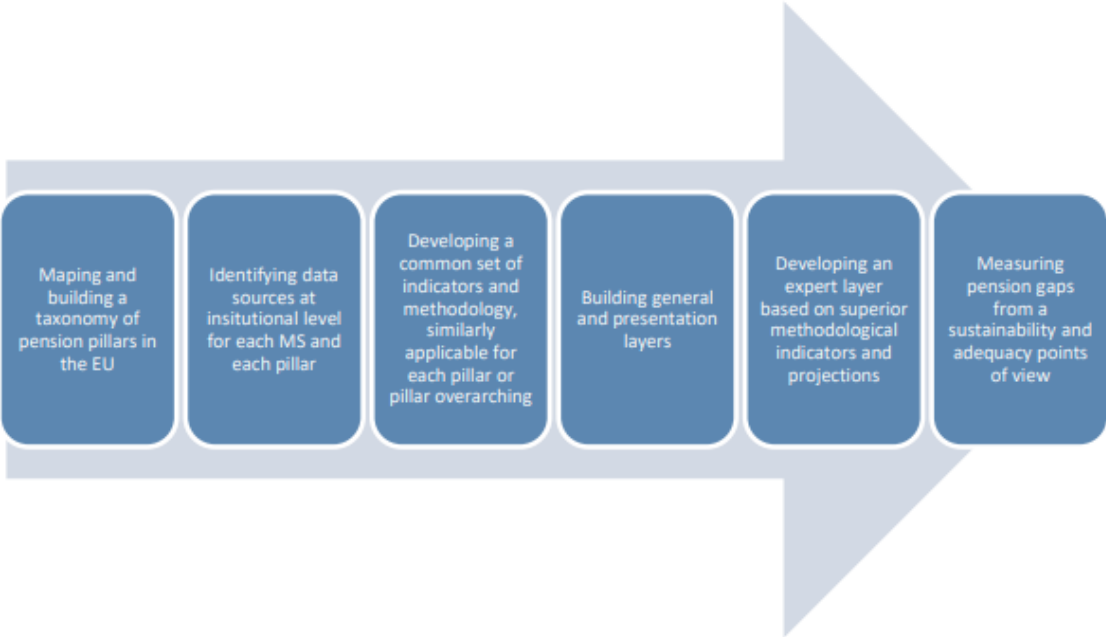 Maping and
building a
taxonomy of
pension pillars in
the EU
Identifying data
sources at
insitutional level
for each MS and
each pillar
Developing a
common set of
indicators and
methodology,
similarly
applicable for
each pillar or
pillar overarching
Building general
and presentation
layers
Developing an
expert layer
based on superior
methodological
indicators and
projections
Measuring
pension gaps
from a
sustainability and
adequacy points
of view